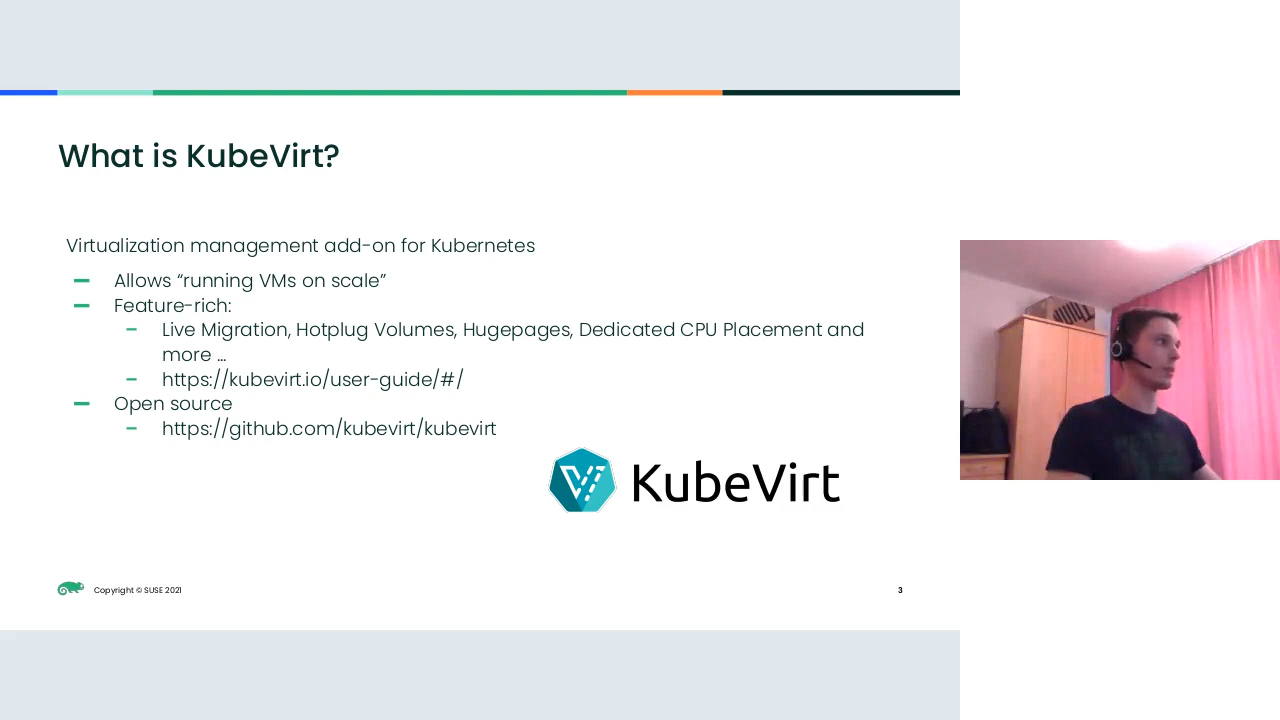 What is KubeVirt?
Virtualization management add-on for Kubernetes
Allows “running VMs on scale”
Feature-rich:
Live Migration, Hotplug Volumes, Hugepages, Dedicated CPU Placement and
more ...
https://kubevirt.io/user-guide/#/
Open source
https://github.com/kubevirt/kubevirt
KubeVirt
Copyright © SUSE 2021
3